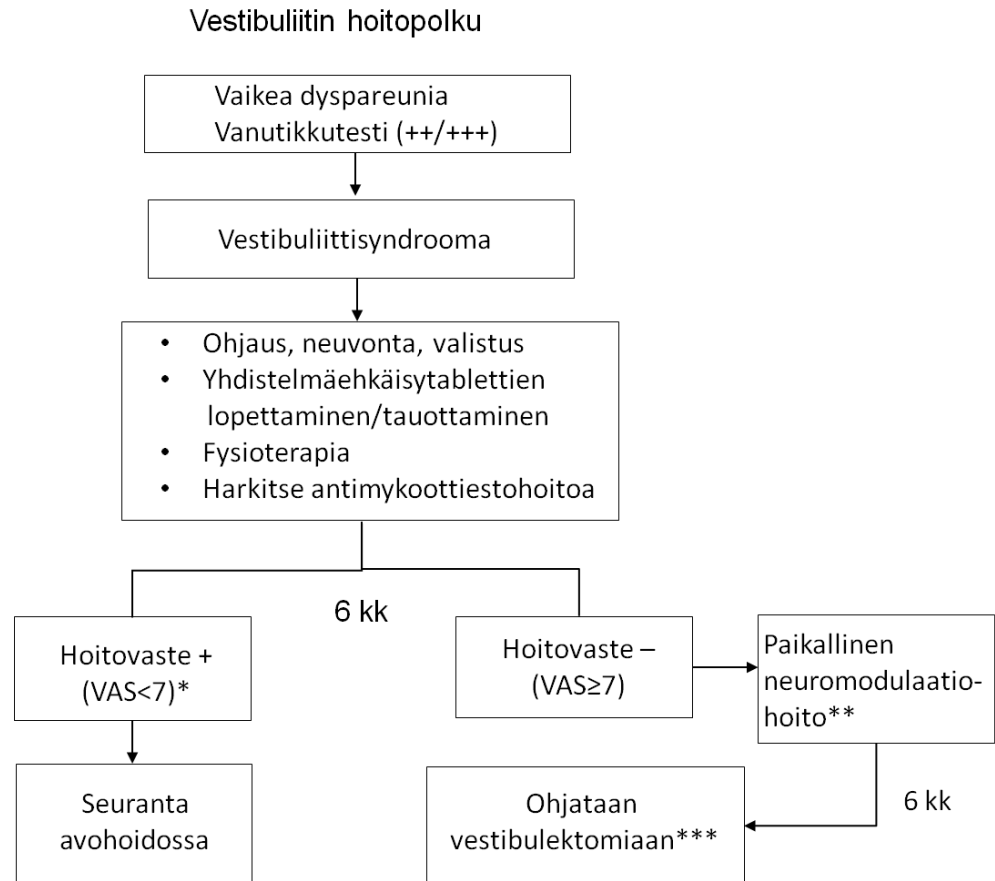 Vestibuliitin hoitopolku
Vaikea dyspareunia
Vanutikkutesti (++/+++)
Vestibuliittisyndrooma
• Ohjaus, neuvonta, valistus
• Yhdistelmäehkäisytablettien
lopettaminen/tauottaminen
• Fysioterapia
• Harkitse antimykoottiestohoitoa
6 kk
Hoitovaste +
(VAS<7)*
Hoitovaste –
(VAS≥7)
Paikallinen
neuromodulaatio-
hoito**
Seuranta
avohoidossa
Ohjataan
vestibulektomiaan***
6 kk